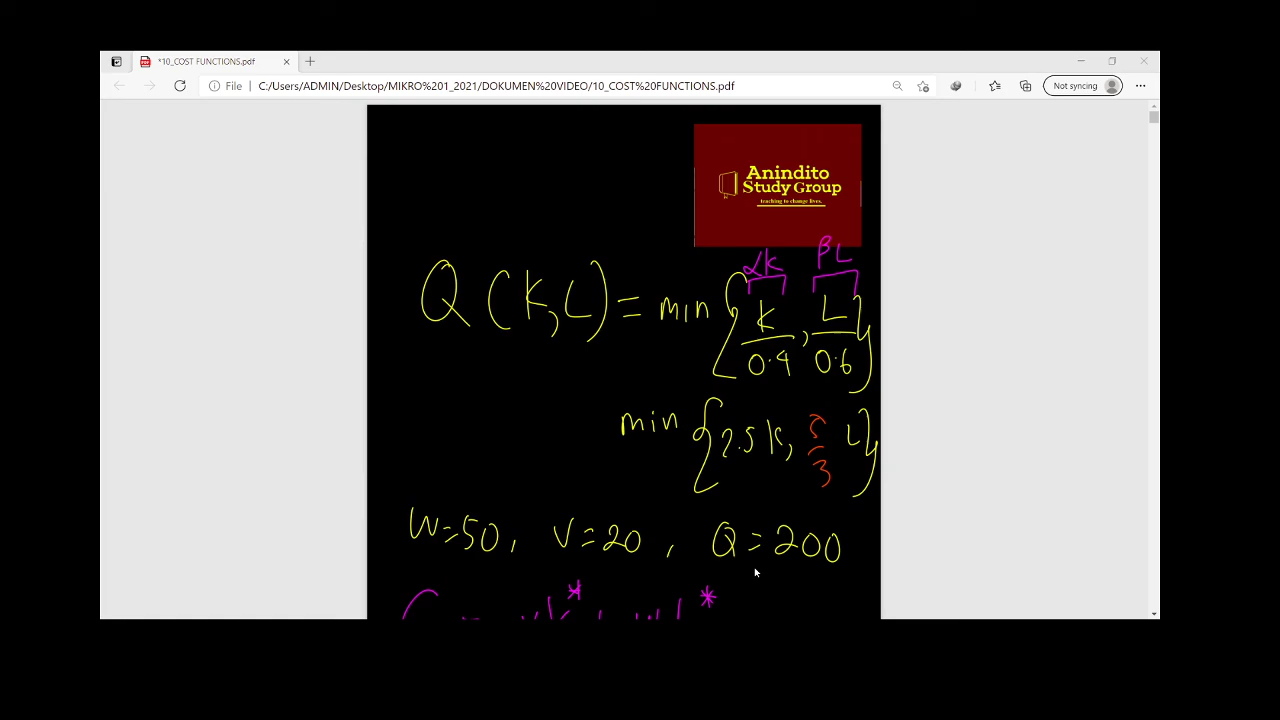 *10_COST FUNCTIONS.pdf
File C:/Users/ADMIN/Desktop/MIKRO%201_2021/DOKUMEN%20VIDEO/10_COST%20FUNCTIONS.pdf Not syncing
Anindito
Study Group
teaching to change lives.
αK βL
Q (K,L) = min { K/0.4 , L/0.6 }
min { 2.5K, 5/3 L }
W=50, V=20, Q=200